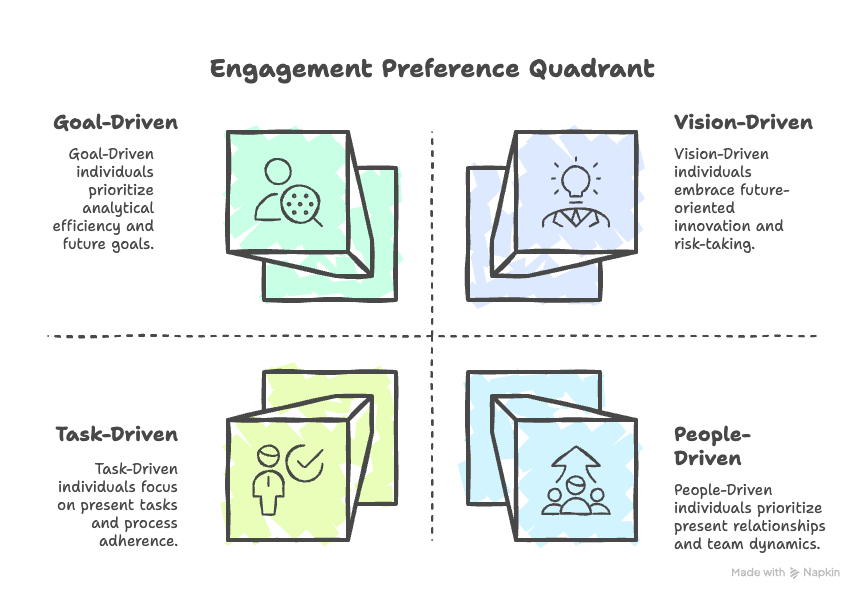 Engagement Preference Quadrant
Goal-Driven
Goal-Driven
individuals
prioritize
analytical
efficiency and
future goals.
Vision-Driven
Vision-Driven
individuals
embrace future-
oriented
innovation and
risk-taking.
Task-Driven
Task-Driven
individuals focus
on present tasks
and process
adherence.
People-
Driven
People-Driven
individuals prioritize
present relationships
and team dynamics.
Made with Napkin